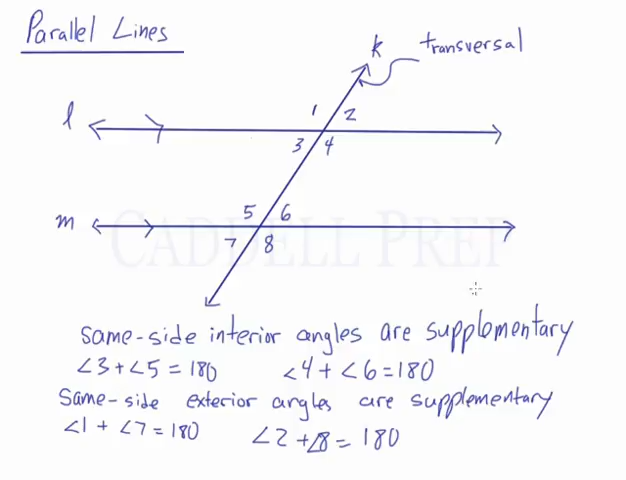 Parallel Lines
k
transversal
l
1 2
3 4
m
5 6
7 8
CADDELL PREP
same-side interior angles are supplementary
∠3 + ∠5 = 180 ∠4 + ∠6 = 180
same-side exterior angles are supplementary
∠1 + ∠7 = 180 ∠2 + ∠8 = 180